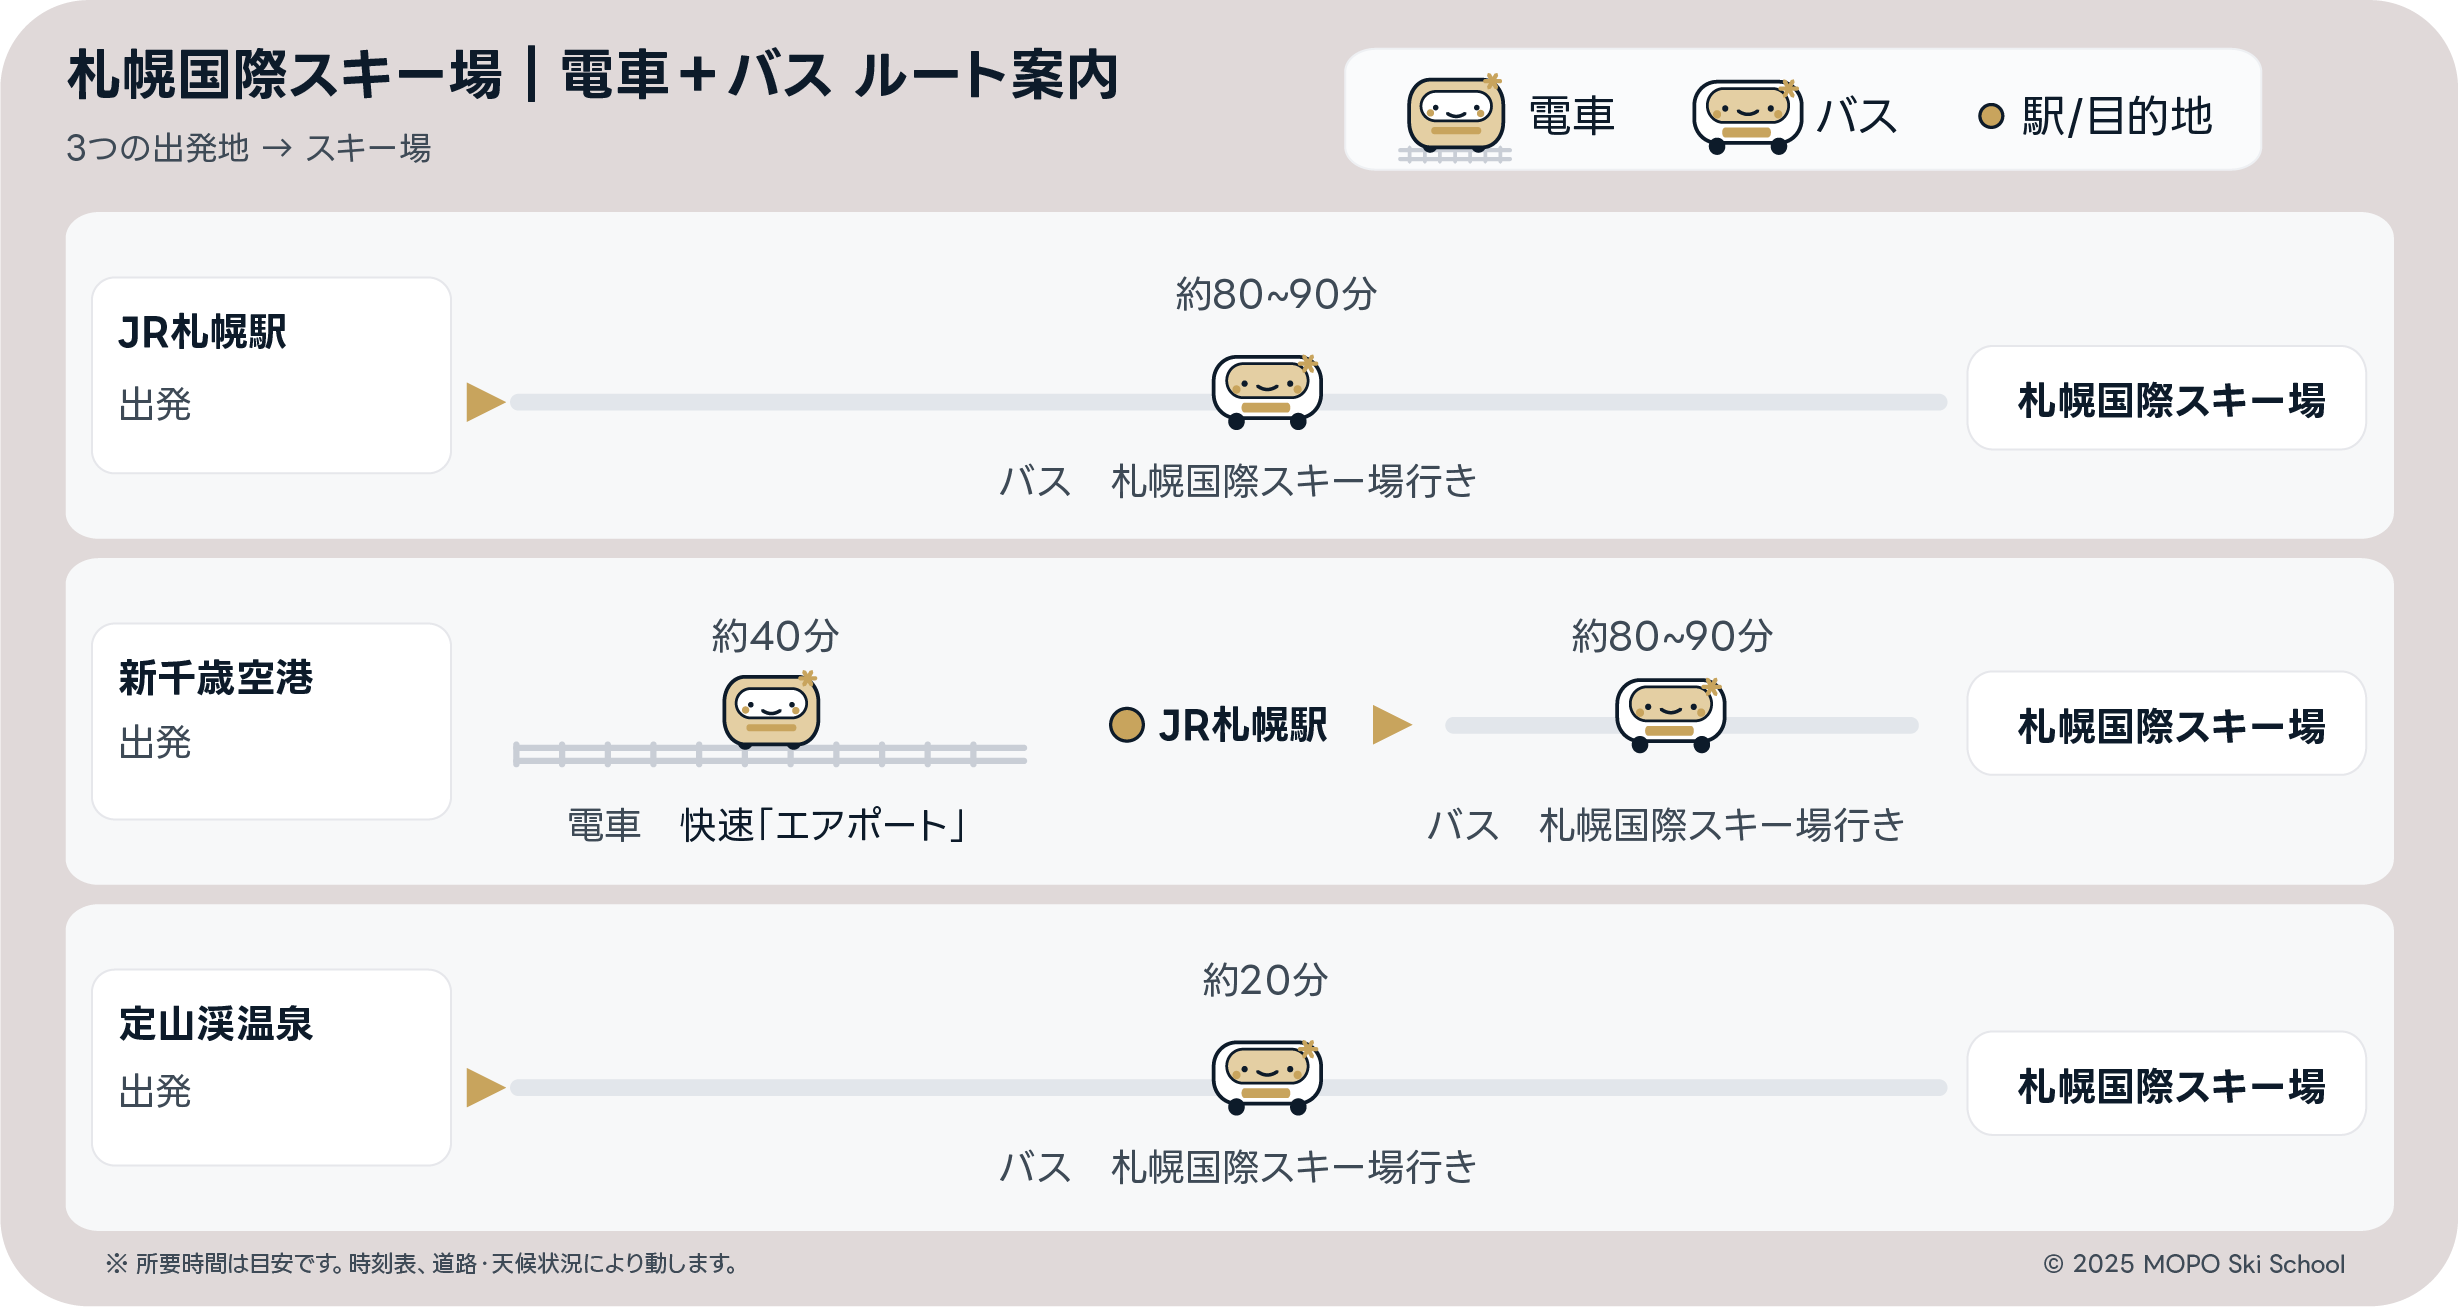 札幌国際スキー場｜電車＋バス ルート案内
3つの出発地 → スキー場
電車
バス
駅/目的地
JR札幌駅
出発
約80~90分
バス　札幌国際スキー場行き
札幌国際スキー場
新千歳空港
出発
約40分
電車　快速「エアポート」
JR札幌駅
約80~90分
バス　札幌国際スキー場行き
札幌国際スキー場
定山渓温泉
出発
約20分
バス　札幌国際スキー場行き
札幌国際スキー場
※ 所要時間は目安です。時刻表、道路·天候状況により動します。
© 2025 MOPO Ski School